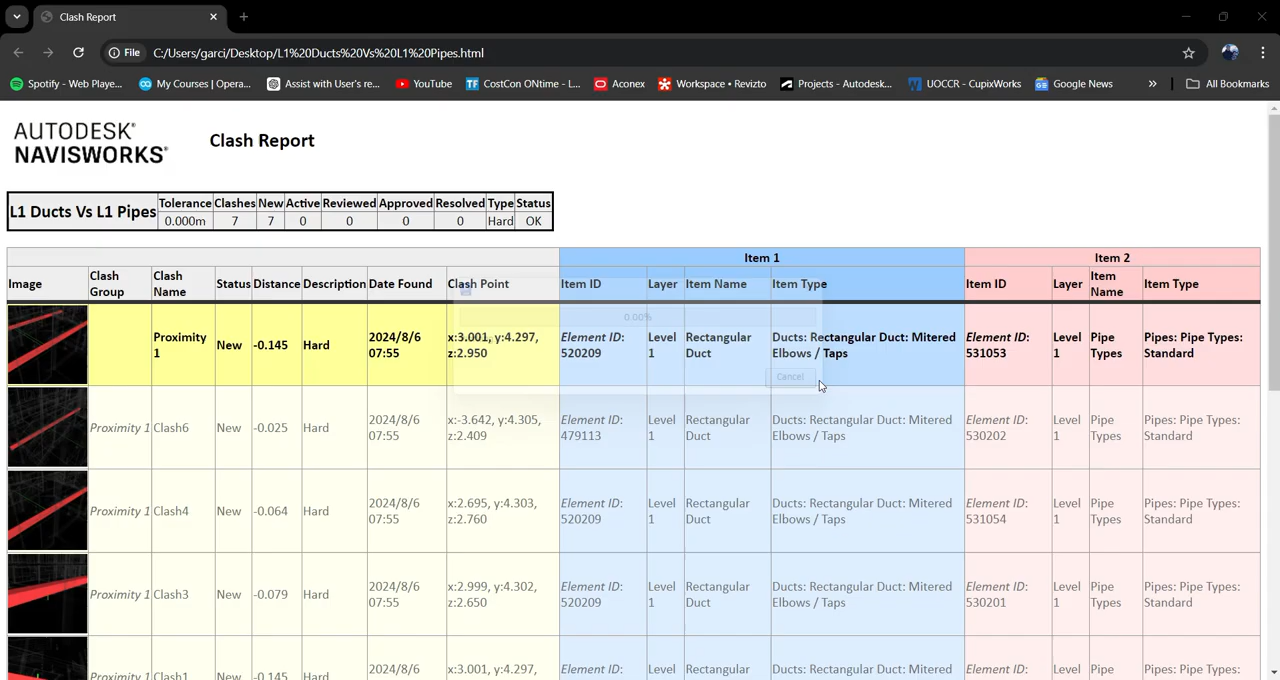 Clash Report
File C:/Users/garci/Desktop/L1%20Ducts%20Vs%20L1%20Pipes.html
Spotify - Web Playe... My Courses | Opera... Assist with User's re... YouTube CostCon ONtime - L... Aconex Workspace • Revizto Projects - Autodesk... UOCCR - CupixWorks Google News » All Bookmarks
AUTODESK®
NAVISWORKS®
Clash Report
L1 Ducts Vs L1 Pipes Tolerance Clashes New Active Reviewed Approved Resolved Type Status
0.000m 7 7 0 0 0 0 Hard OK
Item 1 Item 2
Image Clash Group Clash Name Status Distance Description Date Found Clash Point Item ID Layer Item Name Item Type Item ID Layer Item Name Item Type
0.00%
Proximity 1 New -0.145 Hard 2024/8/6 07:55 x:3.001, y:4.297, z:2.950 Element ID: 520209 Level 1 Rectangular Duct Ducts: Rectangular Duct: Mitered Elbows / Taps Element ID: 531053 Level 1 Pipe Types Pipes: Pipe Types: Standard
Cancel
Proximity 1 Clash6 New -0.025 Hard 2024/8/6 07:55 x:-3.642, y:4.305, z:2.409 Element ID: 479113 Level 1 Rectangular Duct Ducts: Rectangular Duct: Mitered Elbows / Taps Element ID: 530202 Level 1 Pipe Types Pipes: Pipe Types: Standard
Proximity 1 Clash4 New -0.064 Hard 2024/8/6 07:55 x:2.695, y:4.303, z:2.760 Element ID: 520209 Level 1 Rectangular Duct Ducts: Rectangular Duct: Mitered Elbows / Taps Element ID: 531054 Level 1 Pipe Types Pipes: Pipe Types: Standard
Proximity 1 Clash3 New -0.079 Hard 2024/8/6 07:55 x:2.999, y:4.302, z:2.650 Element ID: 520209 Level 1 Rectangular Duct Ducts: Rectangular Duct: Mitered Elbows / Taps Element ID: 530201 Level 1 Pipe Types Pipes: Pipe Types: Standard
Proximity 1 Clash1 New -0.145 Hard 2024/8/6 x:3.001, y:4.297, Element ID: Level Rectangular Ducts: Rectangular Duct: Mitered Element ID: Level Pipe Pipes: Pipe Types: